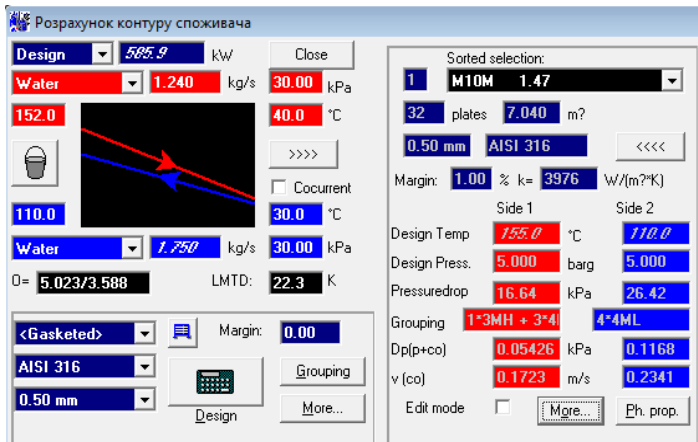 Розрахунок контуру споживача
Design 585.9 kW Close
Water 1.240 kg/s 30.00 kPa
152.0 40.0 °C
>>>>
Cocurrent
110.0 30.0 °C
Water 1.750 kg/s 30.00 kPa
O= 5.023/3.588 LMTD: 22.3 K
<Gasketed> Margin: 0.00
AISI 316 Grouping
0.50 mm Design More...
Sorted selection:
1 M10M 1.47
32 plates 7.040 m?
0.50 mm AISI 316 <<<<
Margin: 1.00 % k= 3976 W/(m?*K)
Side 1 Side 2
Design Temp 155.0 °C 110.0
Design Press. 5.000 barg 5.000
Pressuredrop 16.64 kPa 26.42
Grouping 1*3MH + 3*4I 4*4ML
Dp(p+co) 0.05426 kPa 0.1168
v (co) 0.1723 m/s 0.2341
Edit mode More... Ph. prop.